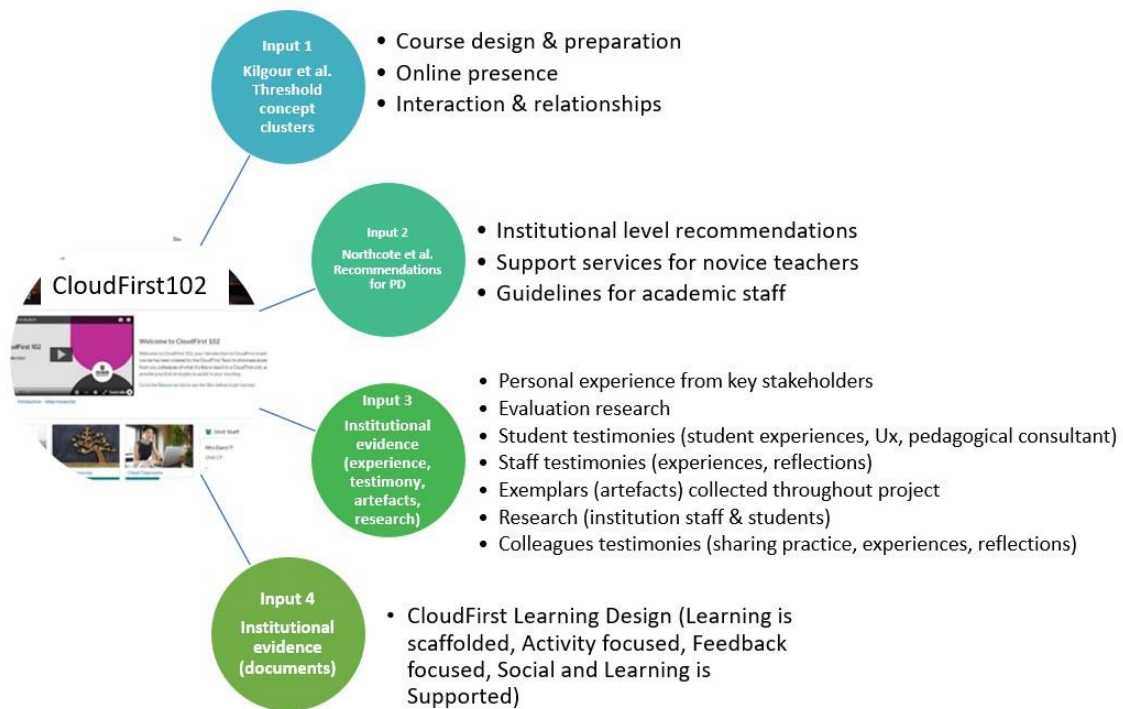 Input 1
Kilgour et al.
Threshold
concept
clusters
• Course design & preparation
• Online presence
• Interaction & relationships
Input 2
Northcote et al.
Recommendations
for PD
• Institutional level recommendations
• Support services for novice teachers
• Guidelines for academic staff
CloudFirst102
Welcome to CloudFirst 102
Input 3
Institutional
evidence
(experience,
testimony,
artefacts,
research)
• Personal experience from key stakeholders
• Evaluation research
• Student testimonies (student experiences, Ux, pedagogical consultant)
• Staff testimonies (experiences, reflections)
• Exemplars (artefacts) collected throughout project
• Research (institution staff & students)
• Colleagues testimonies (sharing practice, experiences, reflections)
Unit Staff
Input 4
Institutional
evidence
(documents)
• CloudFirst Learning Design (Learning is
scaffolded, Activity focused, Feedback
focused, Social and Learning is
Supported)